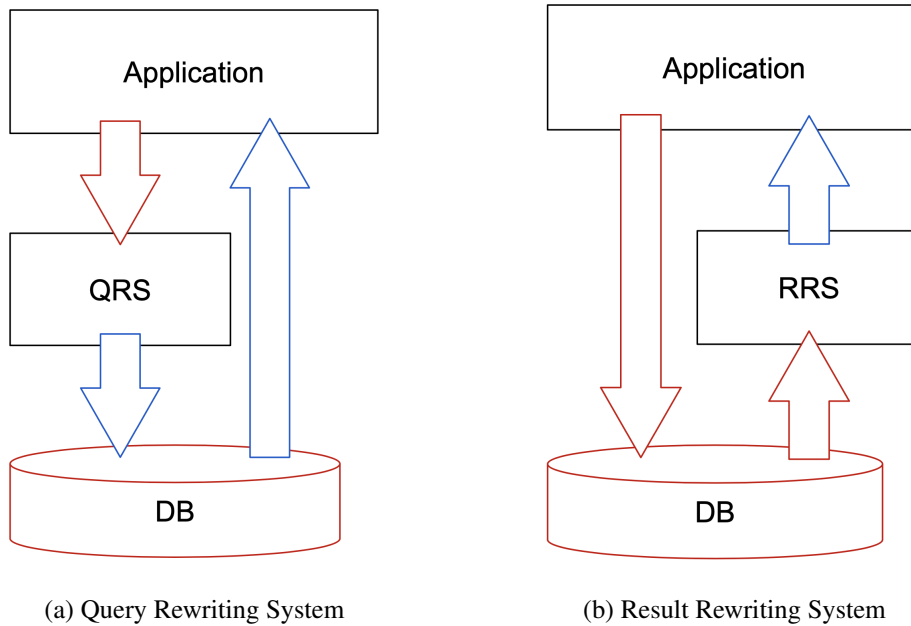 Application
QRS
DB
(a) Query Rewriting System
Application
RRS
DB
(b) Result Rewriting System